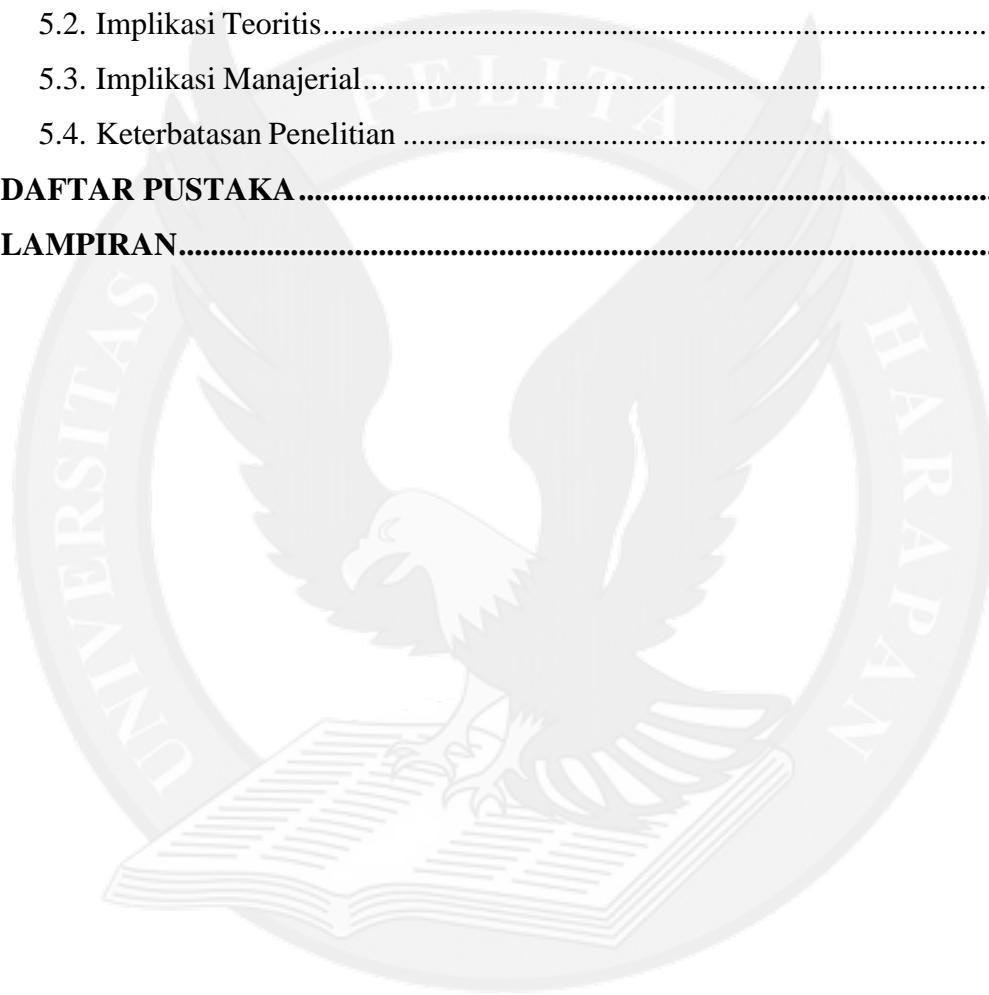 5.2. Implikasi Teoritis..........................................................................................
5.3. Implikasi Manajerial.....................................................................................
5.4. Keterbatasan Penelitian ................................................................................
DAFTAR PUSTAKA.............................................................................................
LAMPIRAN............................................................................................................
UNIVERSITAS PELITA HARAPAN